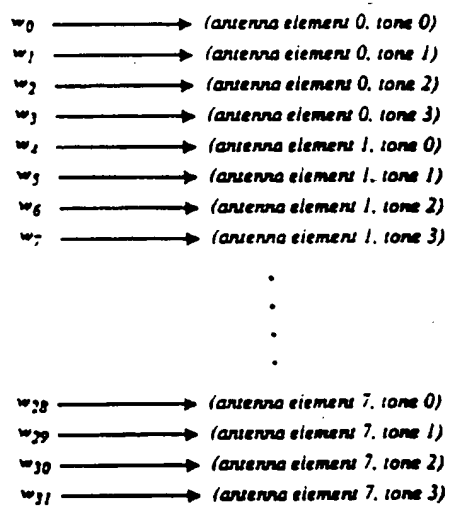 w0 → (antenna element 0, tone 0)
w1 → (antenna element 0, tone 1)
w2 → (antenna element 0, tone 2)
w3 → (antenna element 0, tone 3)
w4 → (antenna element 1, tone 0)
w5 → (antenna element 1, tone 1)
w6 → (antenna element 1, tone 2)
w7 → (antenna element 1, tone 3)
.
.
.
.
w28 → (antenna element 7, tone 0)
w29 → (antenna element 7, tone 1)
w30 → (antenna element 7, tone 2)
w31 → (antenna element 7, tone 3)